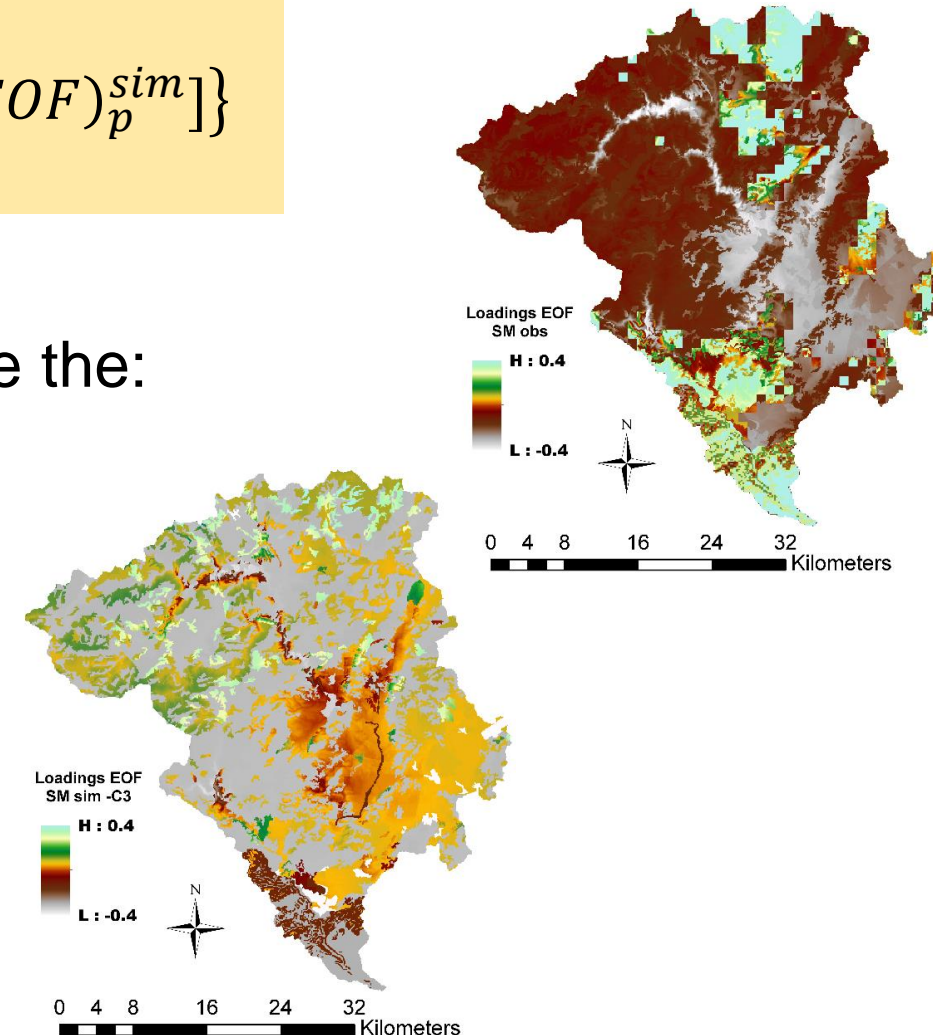 OF)ₚˢⁱᵐ]}
e the:
Loadings EOF
SM obs
H : 0.4
L : -0.4
N
0 4 8 16 24 32
Kilometers
Loadings EOF
SM sim -C3
H : 0.4
L : -0.4
N
0 4 8 16 24 32
Kilometers